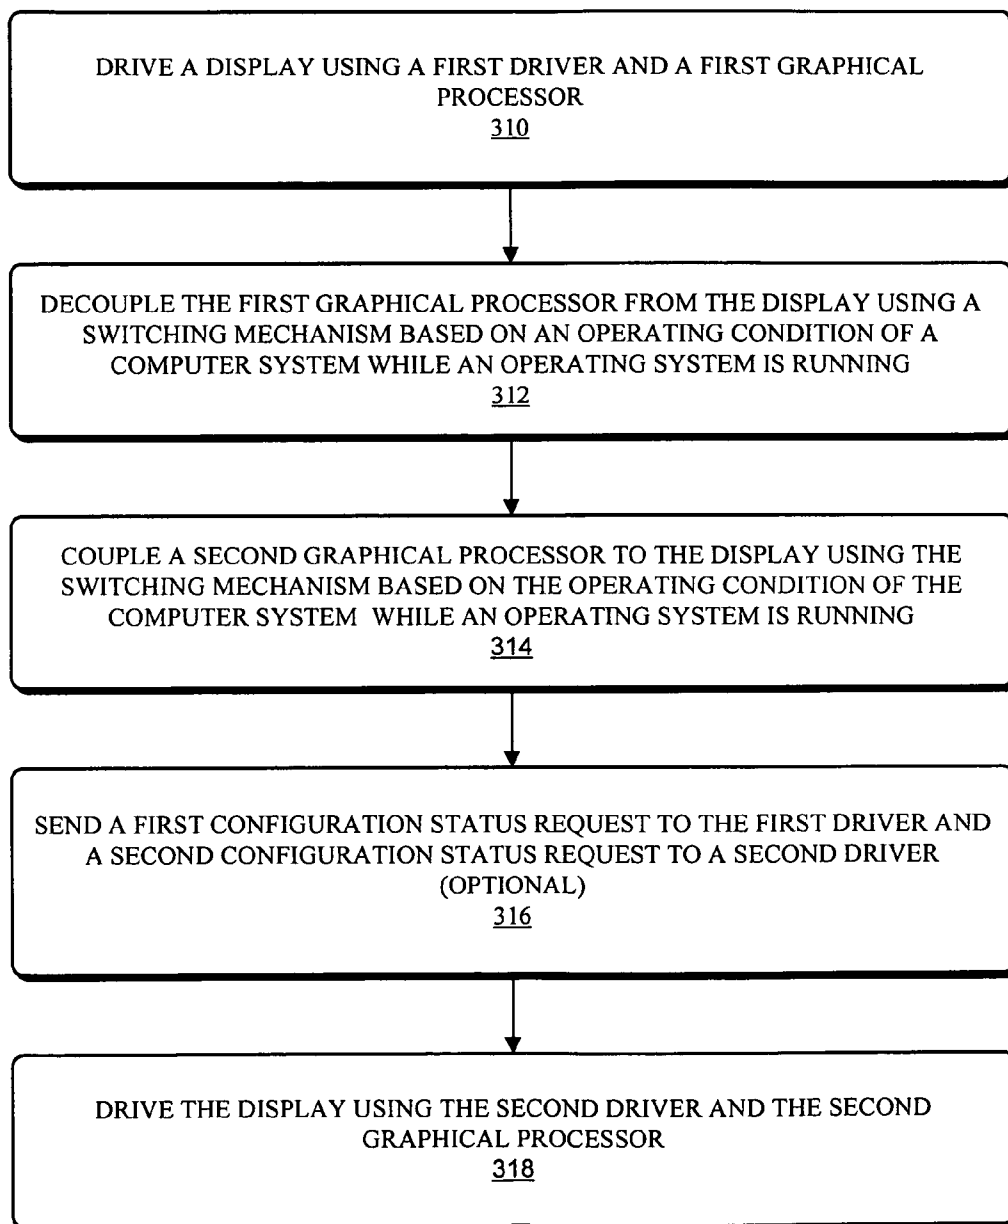 DRIVE A DISPLAY USING A FIRST DRIVER AND A FIRST GRAPHICAL
PROCESSOR
310
DECOUPLE THE FIRST GRAPHICAL PROCESSOR FROM THE DISPLAY USING A
SWITCHING MECHANISM BASED ON AN OPERATING CONDITION OF A
COMPUTER SYSTEM WHILE AN OPERATING SYSTEM IS RUNNING
312
COUPLE A SECOND GRAPHICAL PROCESSOR TO THE DISPLAY USING THE
SWITCHING MECHANISM BASED ON THE OPERATING CONDITION OF THE
COMPUTER SYSTEM WHILE AN OPERATING SYSTEM IS RUNNING
314
SEND A FIRST CONFIGURATION STATUS REQUEST TO THE FIRST DRIVER AND
A SECOND CONFIGURATION STATUS REQUEST TO A SECOND DRIVER
(OPTIONAL)
316
DRIVE THE DISPLAY USING THE SECOND DRIVER AND THE SECOND
GRAPHICAL PROCESSOR
318